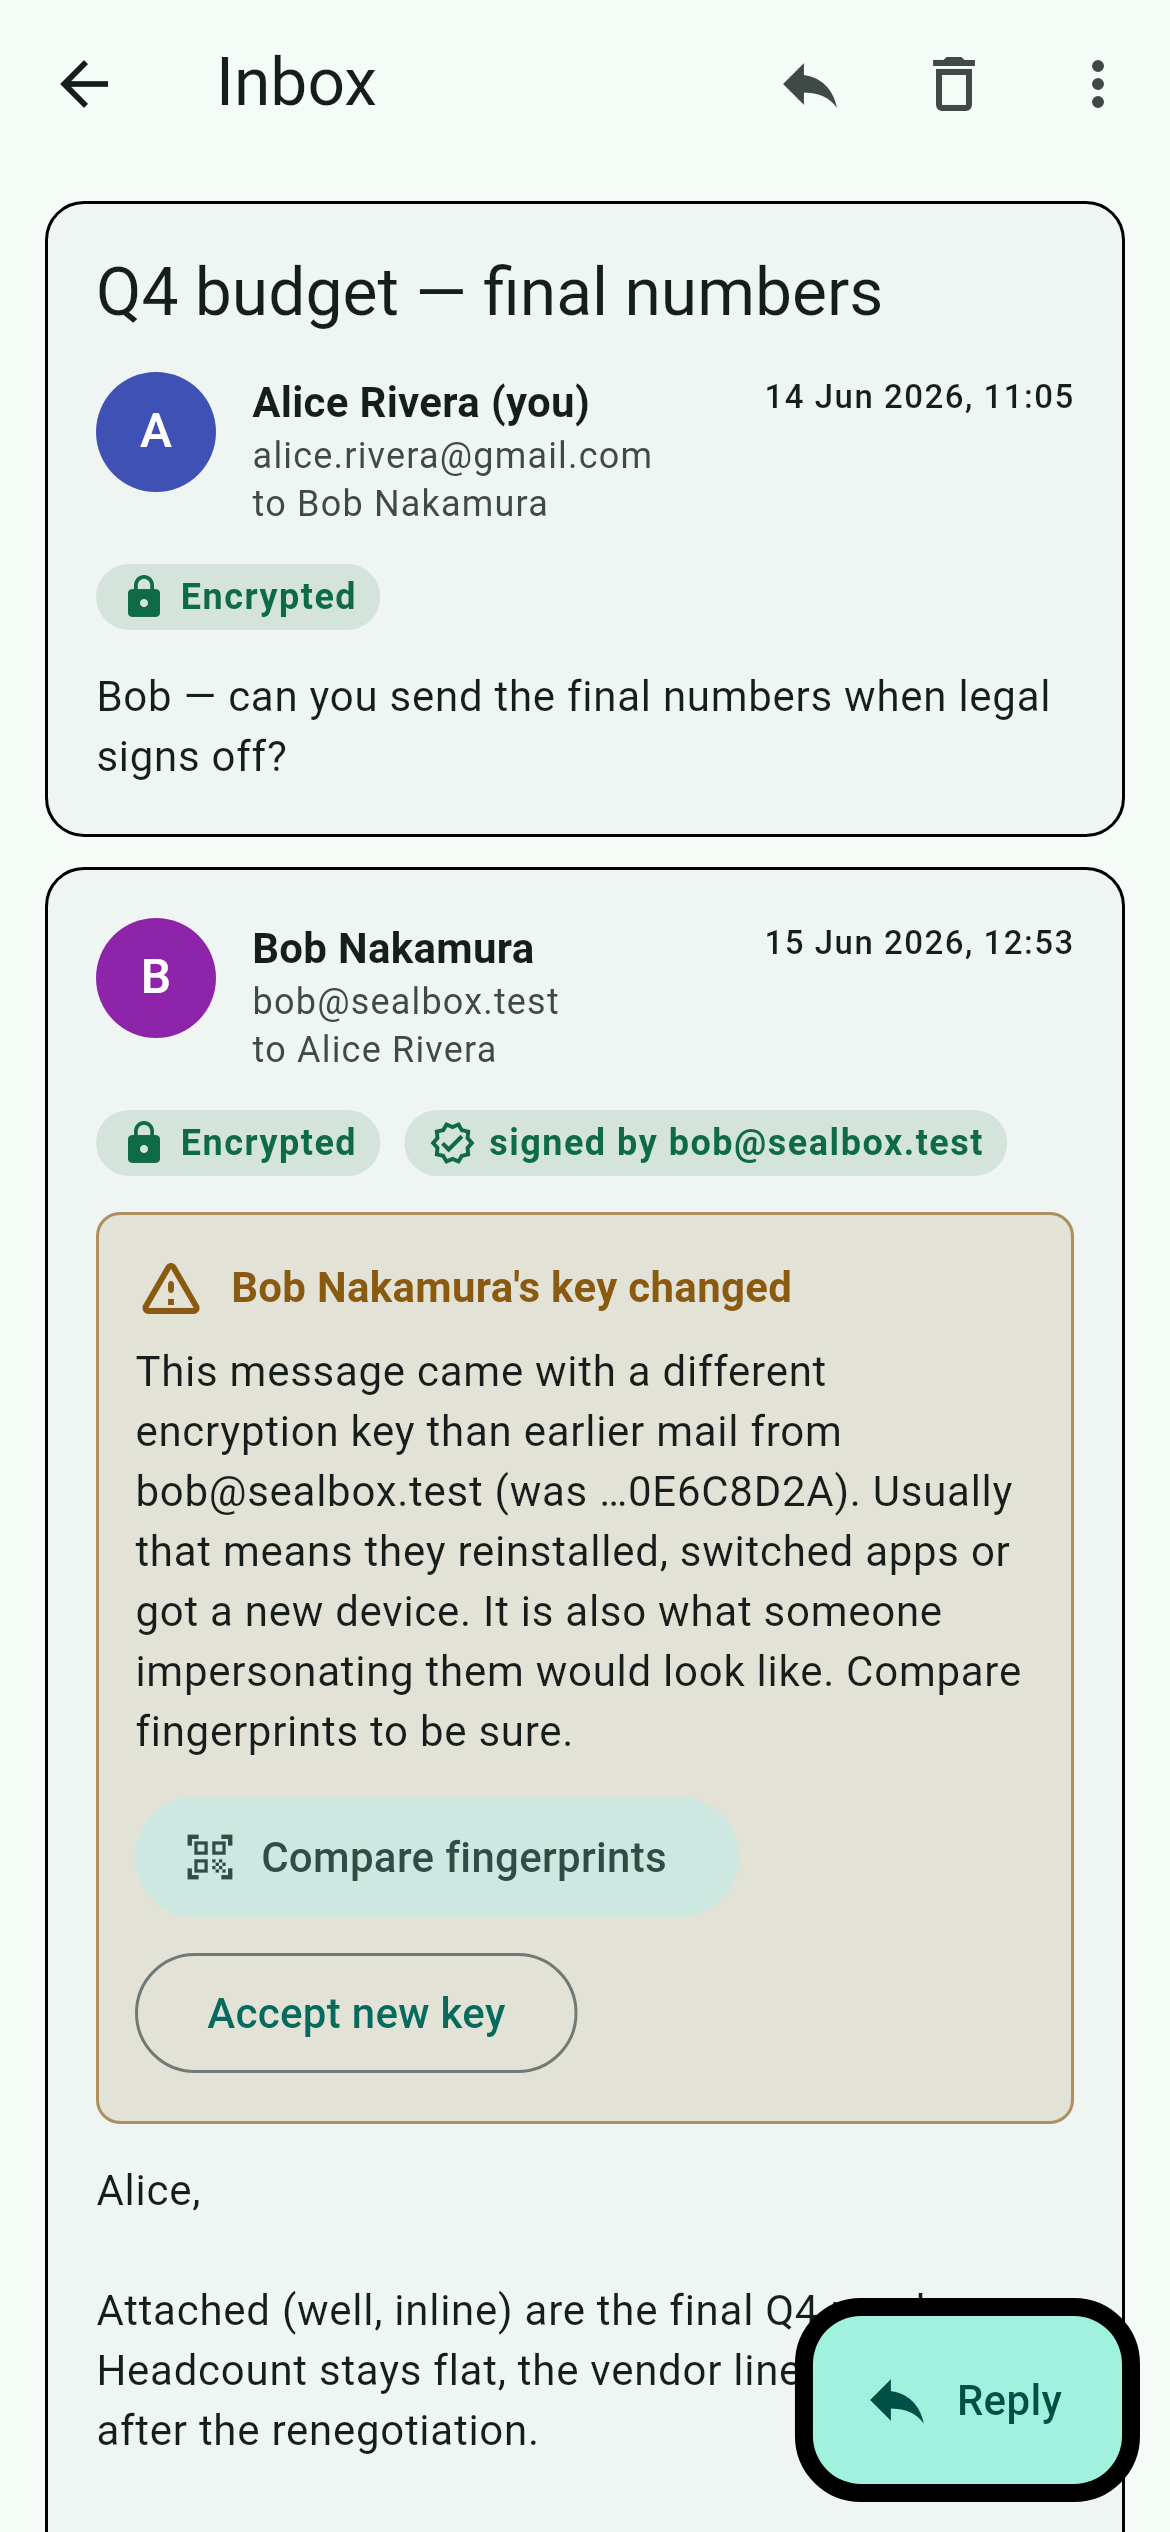 Inbox
Q4 budget — final numbers
A
Alice Rivera (you)
14 Jun 2026, 11:05
alice.rivera@gmail.com
to Bob Nakamura
Encrypted
Bob — can you send the final numbers when legal
signs off?
B
Bob Nakamura
15 Jun 2026, 12:53
bob@sealbox.test
to Alice Rivera
Encrypted
signed by bob@sealbox.test
Bob Nakamura's key changed
This message came with a different
encryption key than earlier mail from
bob@sealbox.test (was …0E6C8D2A). Usually
that means they reinstalled, switched apps or
got a new device. It is also what someone
impersonating them would look like. Compare
fingerprints to be sure.
Compare fingerprints
Accept new key
Alice,
Attached (well, inline) are the final Q4
Headcount stays flat, the vendor line
after the renegotiation.
Reply